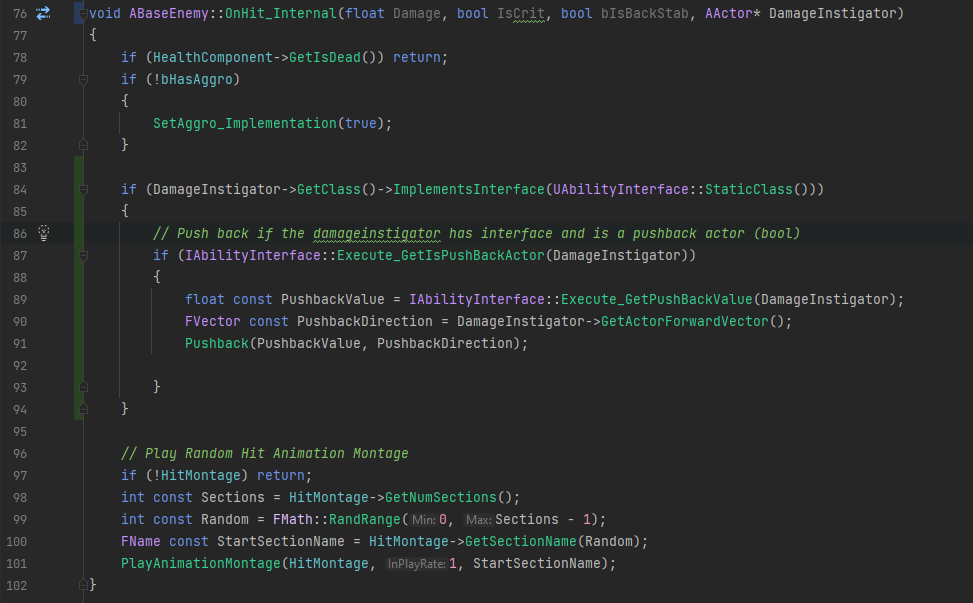 76 void ABaseEnemy::OnHit_Internal(float Damage, bool IsCrit, bool bIsBackStab, AActor* DamageInstigator)
77 {
78 if (HealthComponent->GetIsDead()) return;
79 if (!bHasAggro)
80 {
81 SetAggro_Implementation(true);
82 }
83
84 if (DamageInstigator->GetClass()->ImplementsInterface(UAbilityInterface::StaticClass()))
85 {
86 // Push back if the damageinstigator has interface and is a pushback actor (bool)
87 if (IAbilityInterface::Execute_GetIsPushBackActor(DamageInstigator))
88 {
89 float const PushbackValue = IAbilityInterface::Execute_GetPushBackValue(DamageInstigator);
90 FVector const PushbackDirection = DamageInstigator->GetActorForwardVector();
91 Pushback(PushbackValue, PushbackDirection);
92
93 }
94 }
95
96 // Play Random Hit Animation Montage
97 if (!HitMontage) return;
98 int const Sections = HitMontage->GetNumSections();
99 int const Random = FMath::RandRange(Min: 0, Max: Sections - 1);
100 FName const StartSectionName = HitMontage->GetSectionName(Random);
101 PlayAnimationMontage(HitMontage, InPlayRate: 1, StartSectionName);
102 }